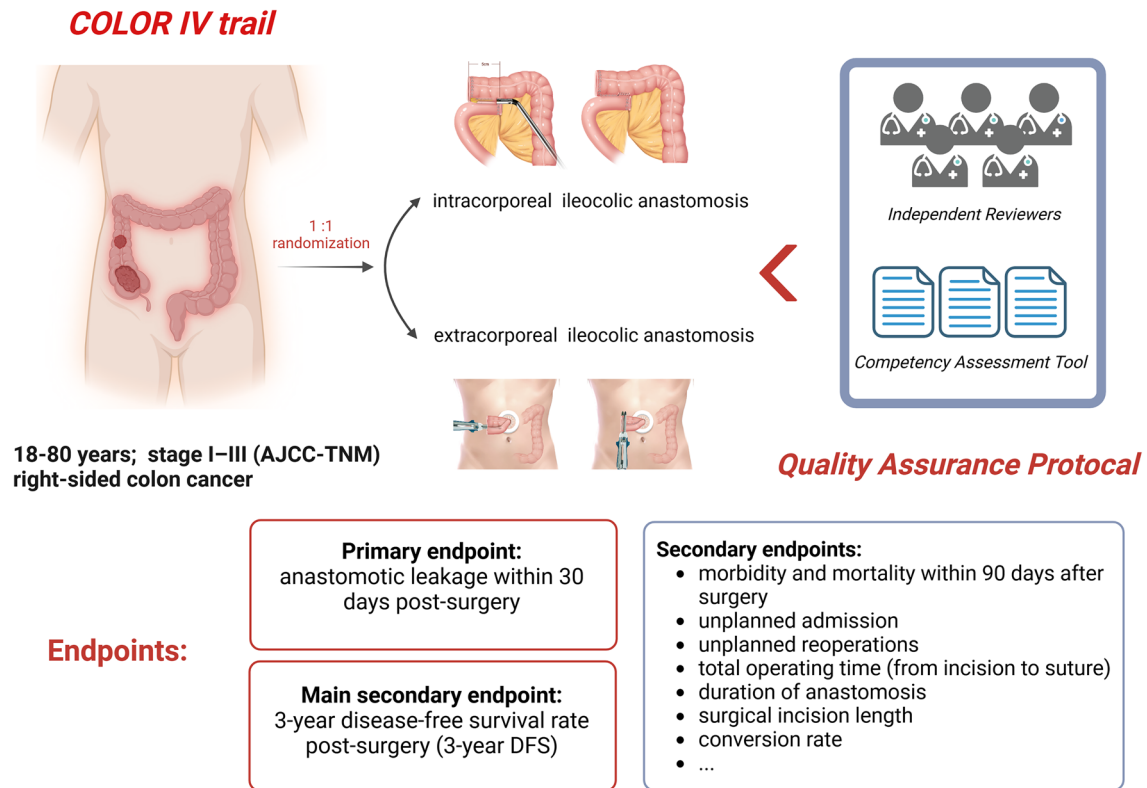 COLOR IV trail
5cm
intracorporeal ileocolic anastomosis
1 :1
randomization
extracorporeal ileocolic anastomosis
Independent Reviewers
Competency Assessment Tool
18-80 years; stage I–III (AJCC-TNM)
right-sided colon cancer
Quality Assurance Protocal
Endpoints:
Primary endpoint:
anastomotic leakage within 30
days post-surgery
Main secondary endpoint:
3-year disease-free survival rate
post-surgery (3-year DFS)
Secondary endpoints:
• morbidity and mortality within 90 days after
surgery
• unplanned admission
• unplanned reoperations
• total operating time (from incision to suture)
• duration of anastomosis
• surgical incision length
• conversion rate
• ...